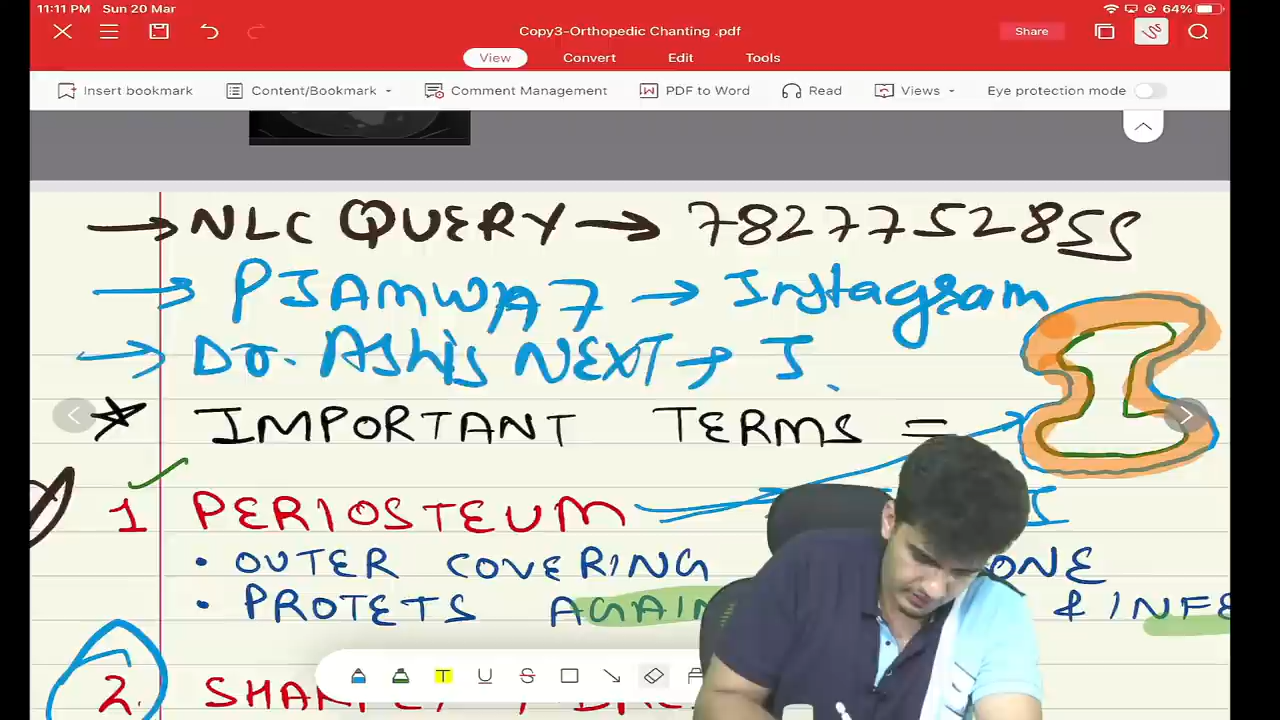 11:11 PM Sun 20 Mar 64%
Copy3-Orthopedic Chanting .pdf
Share
View Convert Edit Tools
Insert bookmark Content/Bookmark Comment Management PDF to Word Read Views Eye protection mode
→ NLC QUERY → 7827752855
→ PJAMWA7 → Instagram
→ Dr. Ashis NEXT → I.
* IMPORTANT TERMS =
1 PERIOSTEUM I
• OUTER COVERING ONE
• PROTETS AGAIN & INFE
T U S
2.